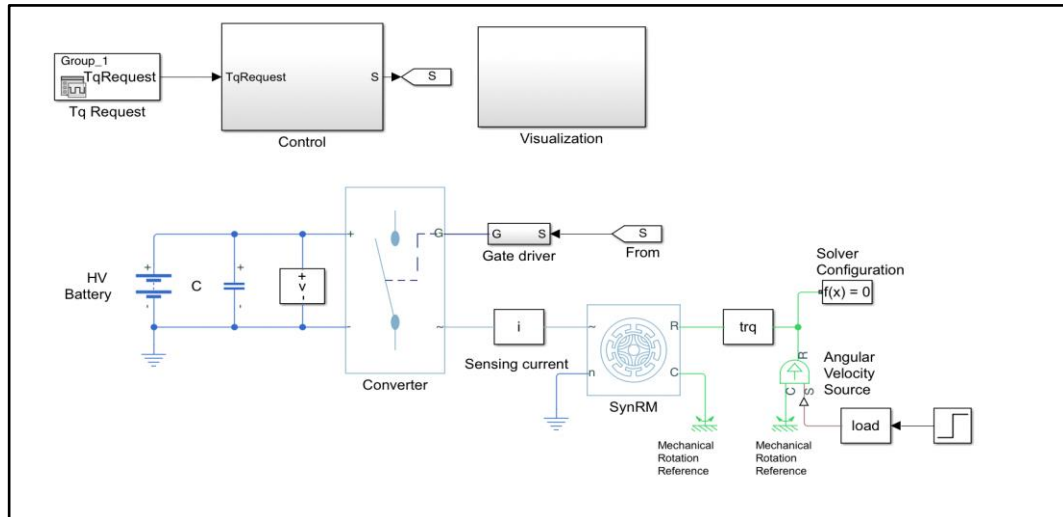 Group_1
TqRequest
Tq Request
TqRequest
S
Control
S
Visualization
HV
Battery
+
-
C
+
-
+
V
-
+
-
G
~
Converter
G
S
Gate driver
S
From
i
Sensing current
~
n
R
C
SynRM
trq
Solver
Configuration
f(x) = 0
R
C
S
Angular
Velocity
Source
load
Mechanical
Rotation
Reference
Mechanical
Rotation
Reference